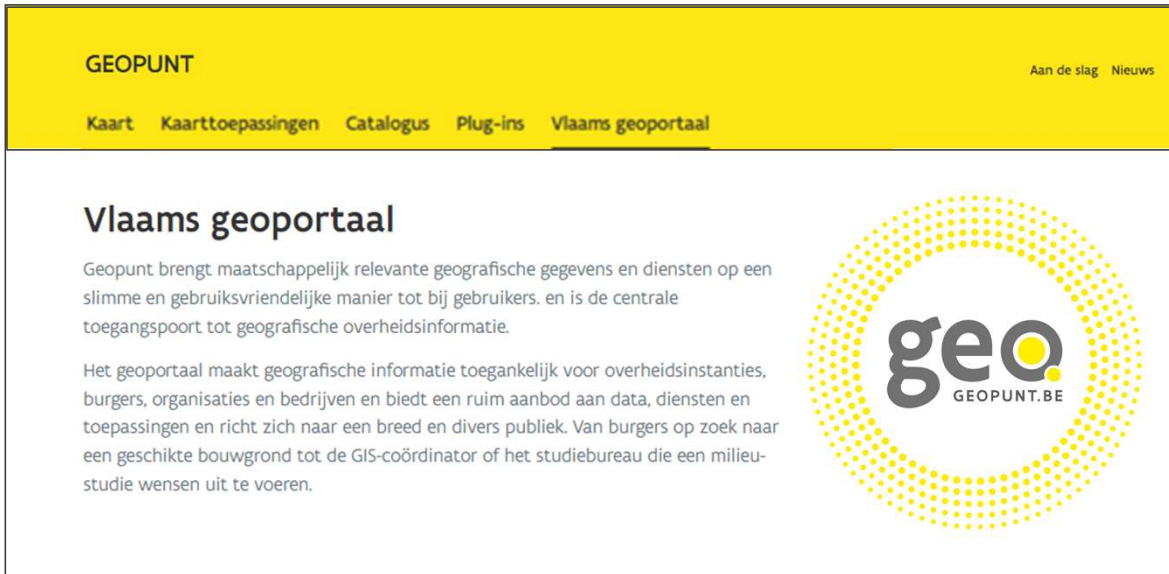 GEOPUNT
Aan de slag Nieuws
Kaart Kaarttoepassingen Catalogus Plug-ins Vlaams geoportaal
Vlaams geoportaal
Geopunt brengt maatschappelijk relevante geografische gegevens en diensten op een
slimme en gebruiksvriendelijke manier tot bij gebruikers. en is de centrale
toegangspoort tot geografische overheidsinformatie.
Het geoportaal maakt geografische informatie toegankelijk voor overheidsinstanties,
burgers, organisaties en bedrijven en biedt een ruim aanbod aan data, diensten en
toepassingen en richt zich naar een breed en divers publiek. Van burgers op zoek naar
een geschikte bouwgrond tot de GIS-coördinator of het studiebureau die een milieu-
studie wensen uit te voeren.
geo
GEOPUNT.BE